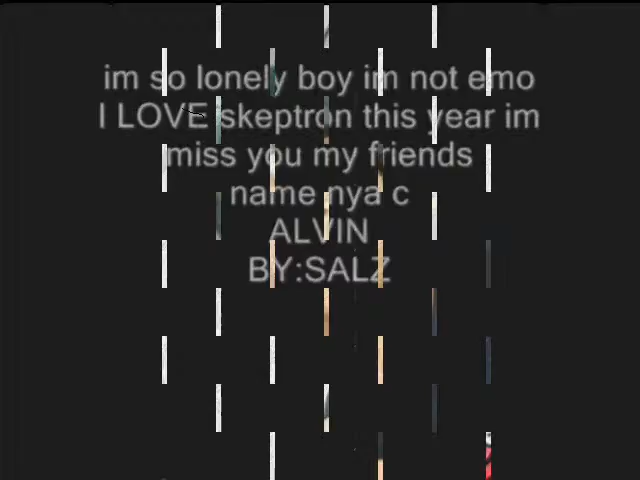 im so lonely boy im not emo
I LOVE skeptron this year im
miss you my friends
name nya c
ALVIN
BY:SALZ